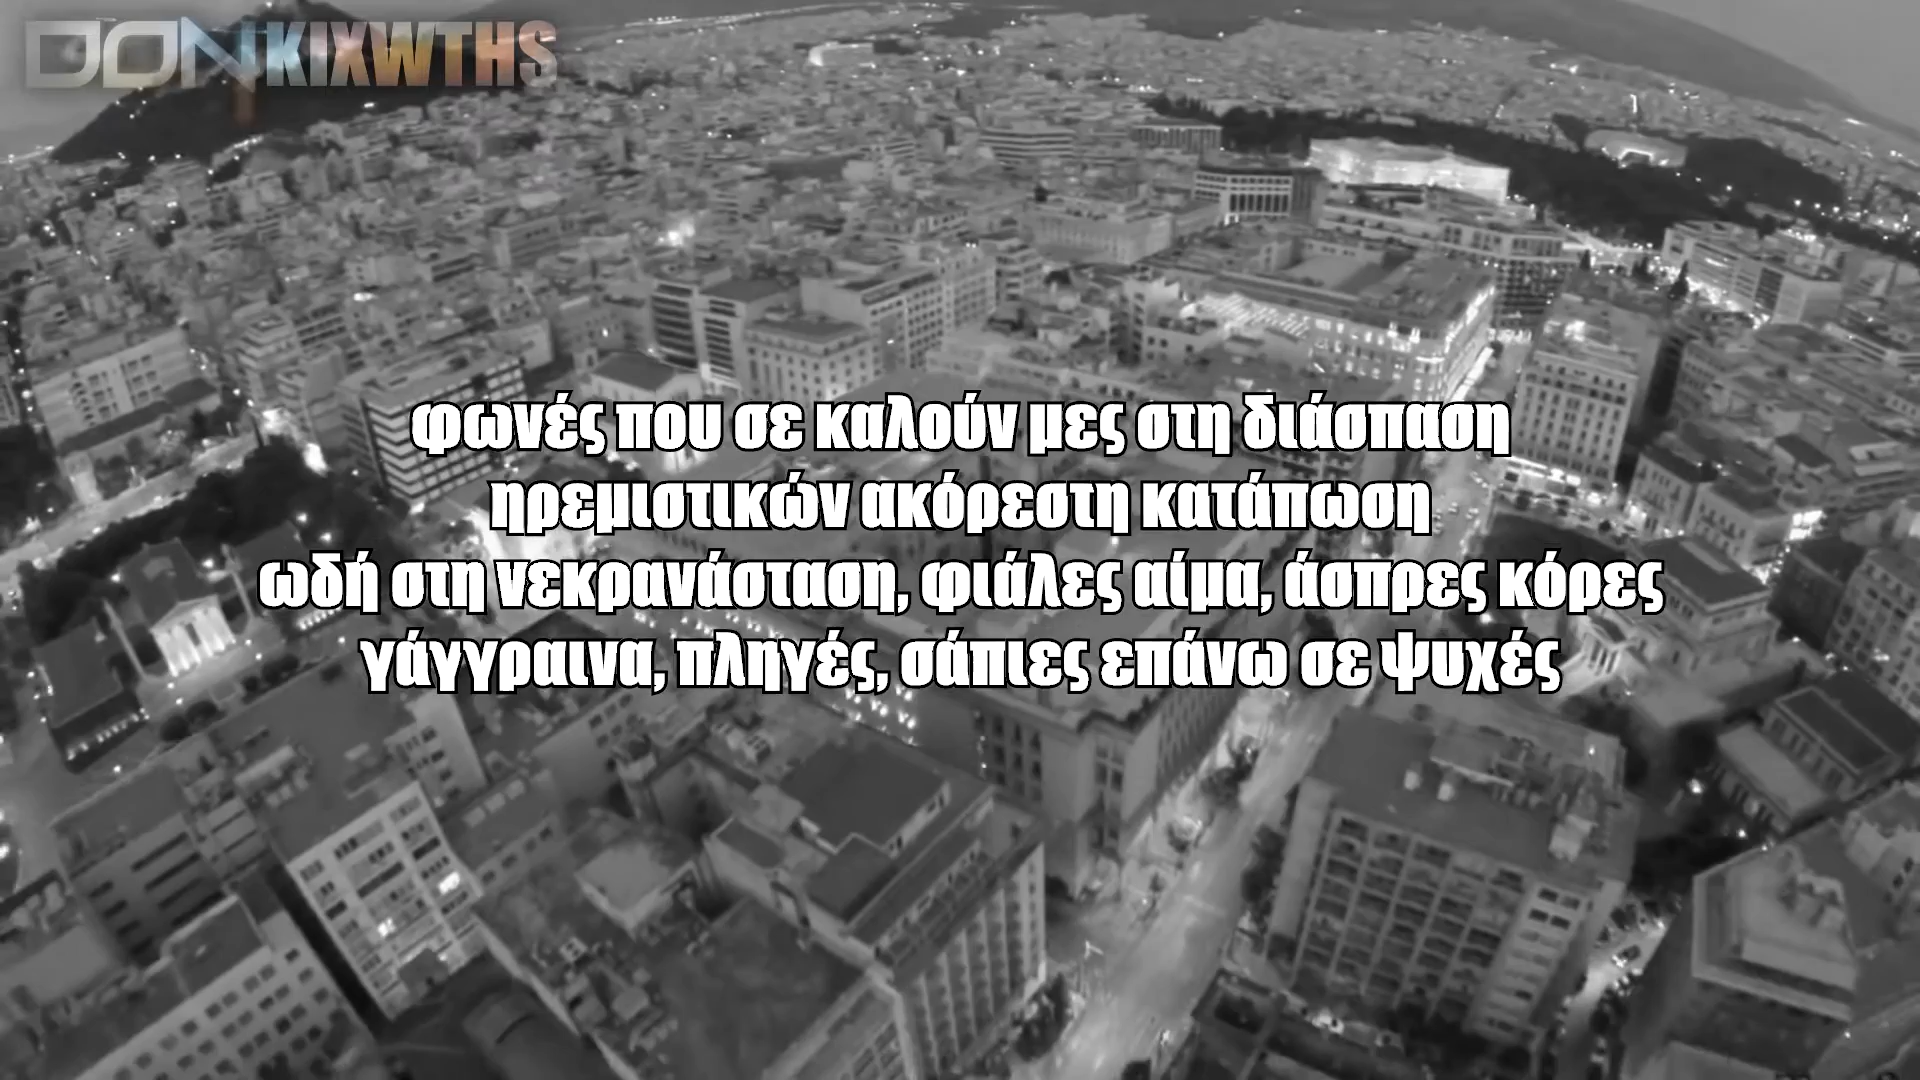 DON KIXWTHS
φωνές που σε καλούν μες στη διάσπαση
ηρεμιστικών ακόρεστη κατάπωση
ωδή στη νεκρανάσταση, φιάλες αίμα, άσπρες κόρες
γάγγραινα, πληγές, σάπιες επάνω σε ψυχές